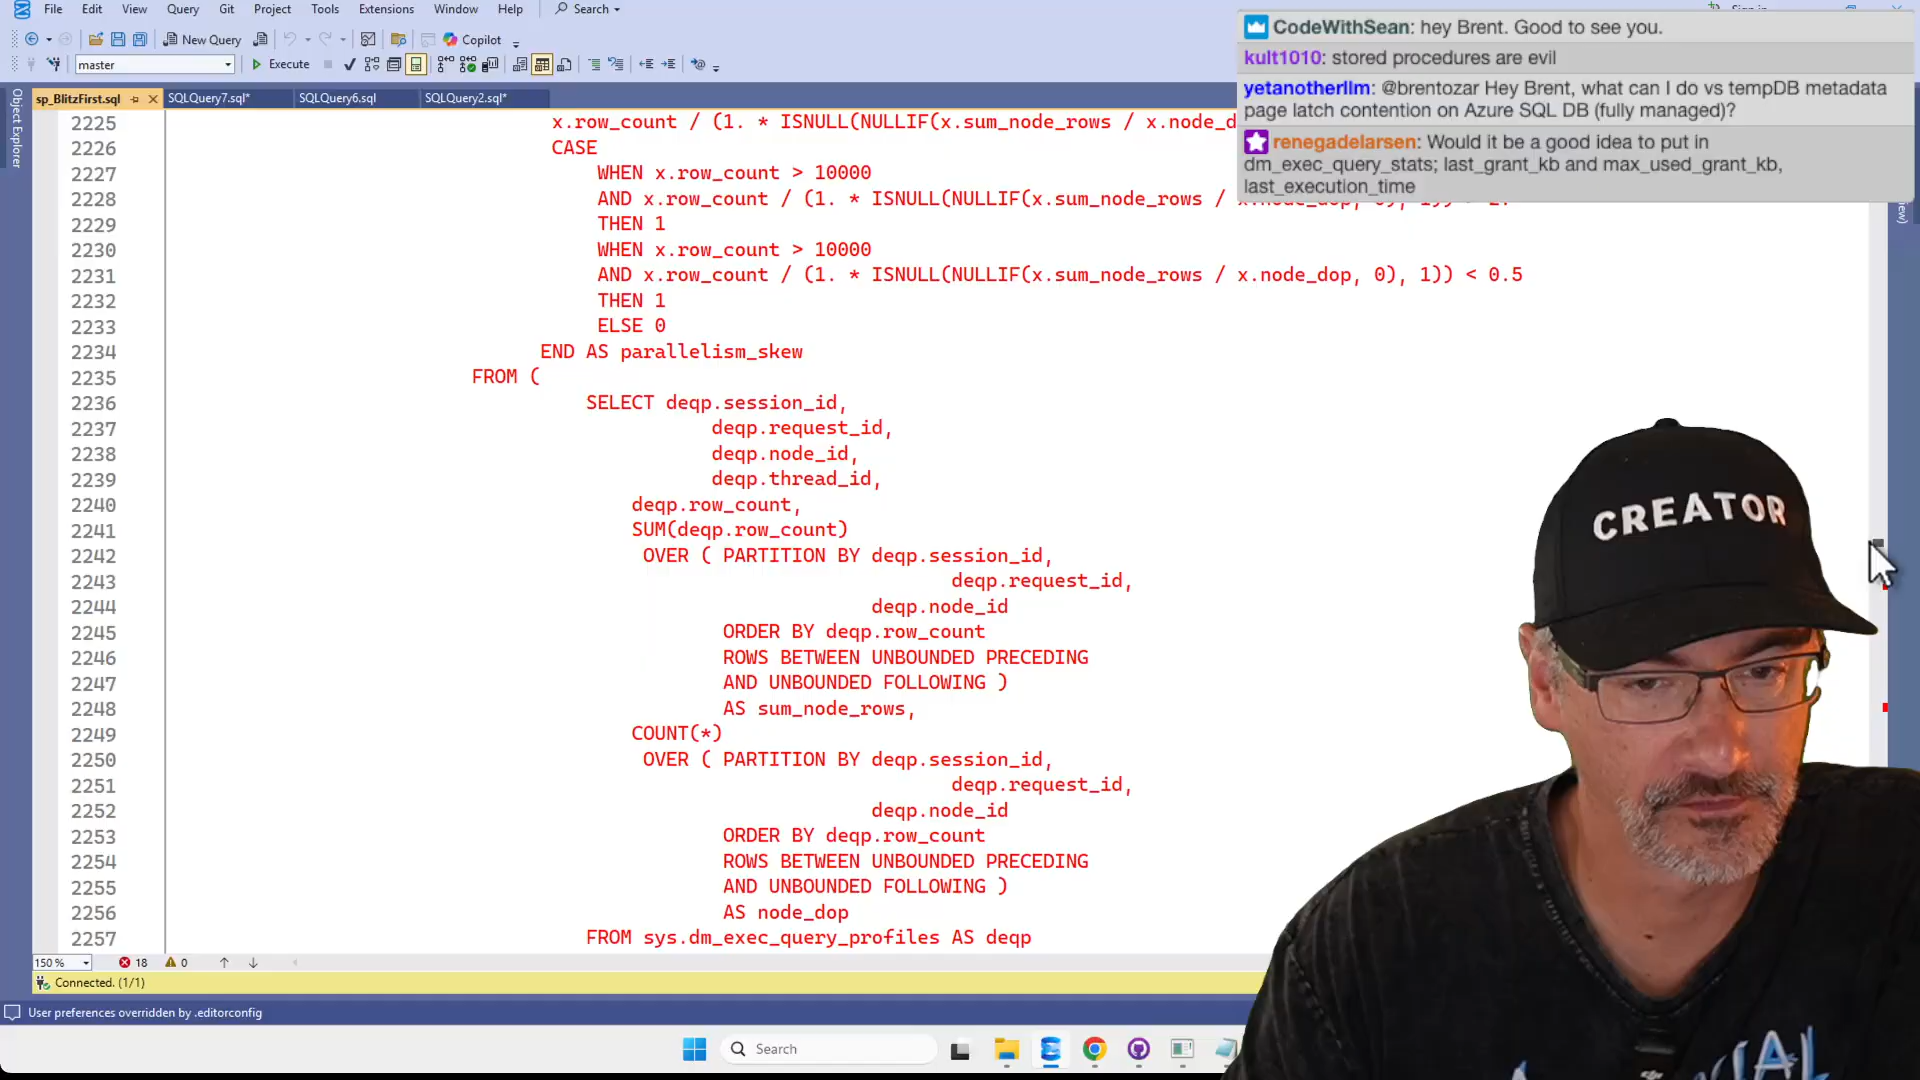 File Edit View Query Git Project Tools Extensions Window Help Search
New Query Copilot
master Execute
sp_BlitzFirst.sql SQLQuery7.sql* SQLQuery6.sql SQLQuery2.sql*
Object Explorer
CodeWithSean: hey Brent. Good to see you.
kult1010: stored procedures are evil
yetanotherllm: @brentozar Hey Brent, what can I do vs tempDB metadata
page latch contention on Azure SQL DB (fully managed)?
renegadelarsen: Would it be a good idea to put in
dm_exec_query_stats; last_grant_kb and max_used_grant_kb,
last_execution_time
2225 x.row_count / (1. * ISNULL(NULLIF(x.sum_node_rows / x.node_d
2226 CASE
2227 WHEN x.row_count > 10000
2228 AND x.row_count / (1. * ISNULL(NULLIF(x.sum_node_rows /
2229 THEN 1
2230 WHEN x.row_count > 10000
2231 AND x.row_count / (1. * ISNULL(NULLIF(x.sum_node_rows / x.node_dop, 0), 1)) < 0.5
2232 THEN 1
2233 ELSE 0
2234 END AS parallelism_skew
2235 FROM (
2236 SELECT deqp.session_id,
2237 deqp.request_id,
2238 deqp.node_id,
2239 deqp.thread_id,
2240 deqp.row_count,
2241 SUM(deqp.row_count)
2242 OVER ( PARTITION BY deqp.session_id,
2243 deqp.request_id,
2244 deqp.node_id
2245 ORDER BY deqp.row_count
2246 ROWS BETWEEN UNBOUNDED PRECEDING
2247 AND UNBOUNDED FOLLOWING )
2248 AS sum_node_rows,
2249 COUNT(*)
2250 OVER ( PARTITION BY deqp.session_id,
2251 deqp.request_id,
2252 deqp.node_id
2253 ORDER BY deqp.row_count
2254 ROWS BETWEEN UNBOUNDED PRECEDING
2255 AND UNBOUNDED FOLLOWING )
2256 AS node_dop
2257 FROM sys.dm_exec_query_profiles AS deqp
CREATOR
150 % 18 0
Connected. (1/1)
User preferences overridden by .editorconfig
Search